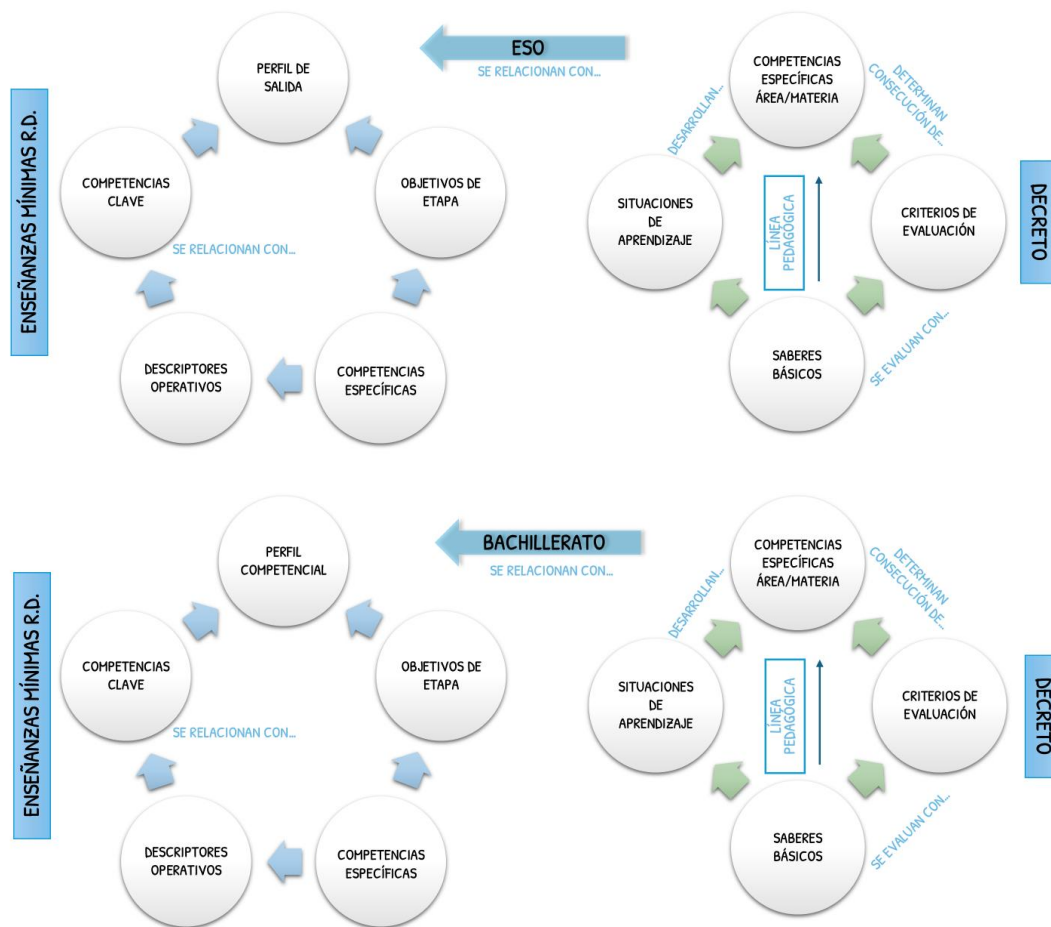 ENSEÑANZAS MÍNIMAS R.D.
PERFIL DE
SALIDA
COMPETENCIAS
CLAVE
OBJETIVOS DE
ETAPA
SE RELACIONAN CON...
DESCRIPTORES
OPERATIVOS
COMPETENCIAS
ESPECÍFICAS
ESO
SE RELACIONAN CON...
COMPETENCIAS
ESPECÍFICAS
ÁREA/MATERIA
DESARROLLAN...
DETERMINAN
CONSECUCIÓN DE...
SITUACIONES
DE
APRENDIZAJE
LÍNEA
PEDAGÓGICA
CRITERIOS DE
EVALUACIÓN
SABERES
BÁSICOS
SE EVALUAN CON...
DECRETO
ENSEÑANZAS MÍNIMAS R.D.
PERFIL
COMPETENCIAL
COMPETENCIAS
CLAVE
OBJETIVOS DE
ETAPA
SE RELACIONAN CON...
DESCRIPTORES
OPERATIVOS
COMPETENCIAS
ESPECÍFICAS
BACHILLERATO
SE RELACIONAN CON...
COMPETENCIAS
ESPECÍFICAS
ÁREA/MATERIA
DESARROLLAN...
DETERMINAN
CONSECUCIÓN DE...
SITUACIONES
DE
APRENDIZAJE
LÍNEA
PEDAGÓGICA
CRITERIOS DE
EVALUACIÓN
SABERES
BÁSICOS
SE EVALUAN CON...
DECRETO